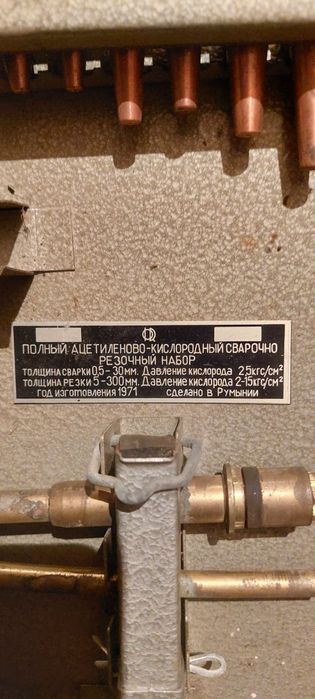 ПОЛНЫЙ АЦЕТИЛЕНОВО-КИСЛОРОДНЫЙ СВАРОЧНО
РЕЗОЧНЫЙ НАБОР
ТОЛЩИНА СВАРКИ 0,5-30мм. Давление кислорода 2,5кгс/см²
ТОЛЩИНА РЕЗКИ 5-300мм. Давление кислорода 2-15кгс/см²
ГОД ИЗГОТОВЛЕНИЯ 1971 СДЕЛАНО В РУМЫНИИ